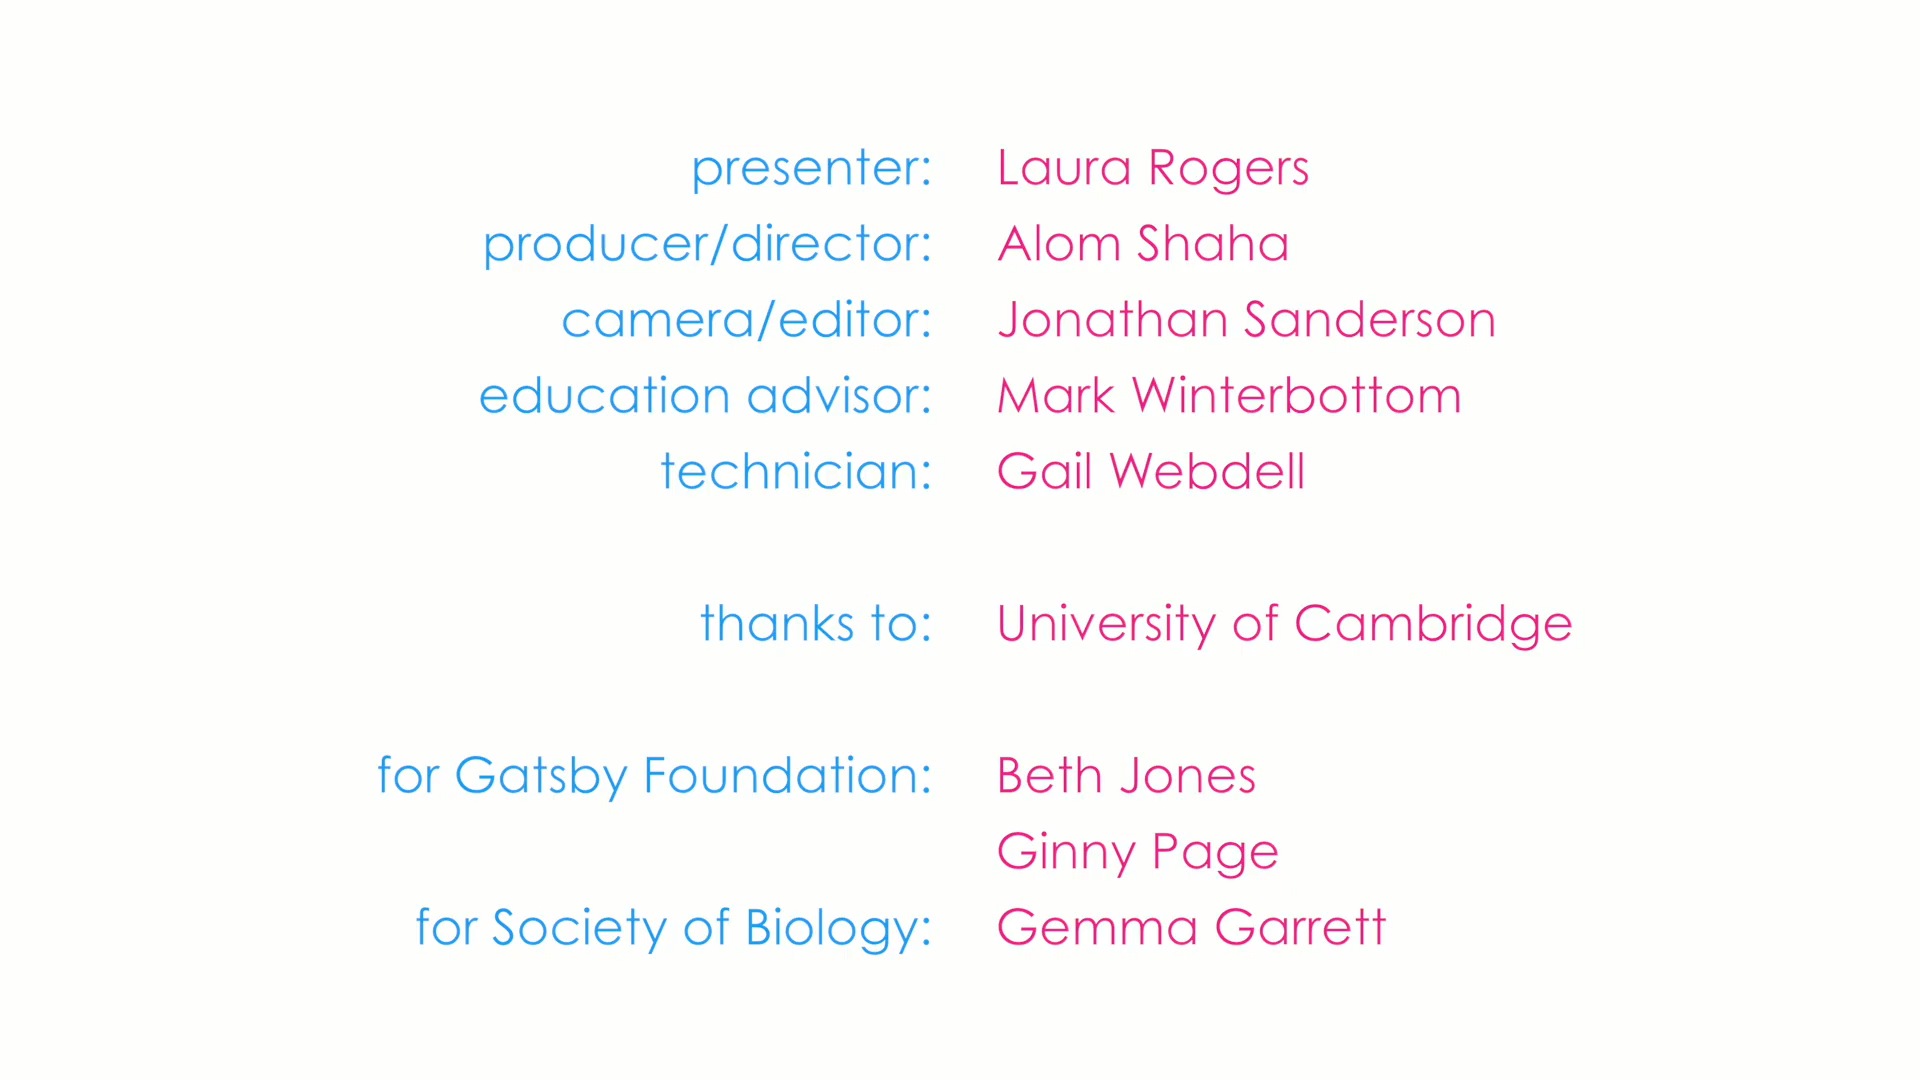 presenter: Laura Rogers
producer/director: Alom Shaha
camera/editor: Jonathan Sanderson
education advisor: Mark Winterbottom
technician: Gail Webdell
thanks to: University of Cambridge
for Gatsby Foundation: Beth Jones
Ginny Page
for Society of Biology: Gemma Garrett